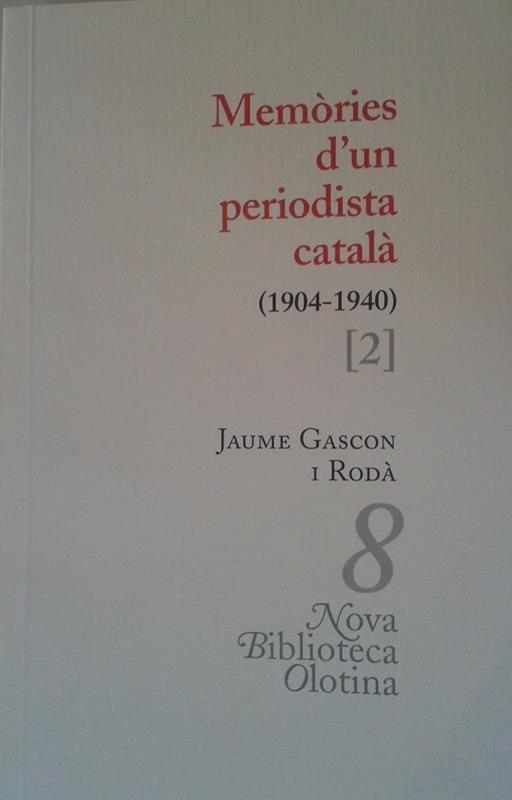 Memòries
d'un
periodista
català
(1904-1940)
[2]
Jaume Gascon
i Rodà
8
Nova
Biblioteca
Olotina